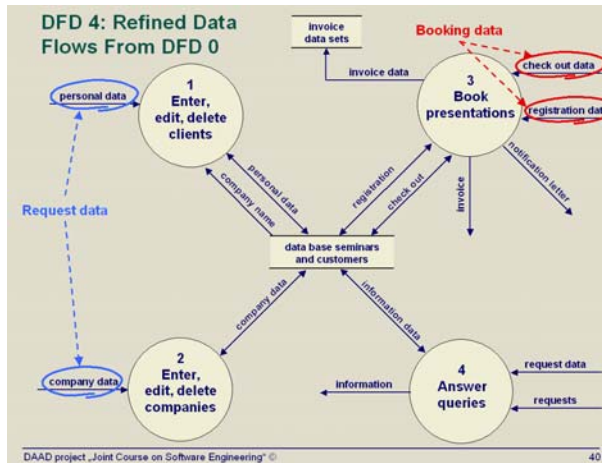 DFD 4: Refined Data
Flows From DFD 0
invoice
data sets
Booking data
check out data
invoice data
1
Enter,
edit, delete
clients
personal data
3
Book
presentations
registration dat
notification letter
personal data
company name
registration
check out
invoice
Request data
data base seminars
and customers
company data
information data
2
Enter,
edit, delete
companies
company data
information
4
Answer
queries
request data
requests
DAAD project „Joint Course on Software Engineering“ ©
40